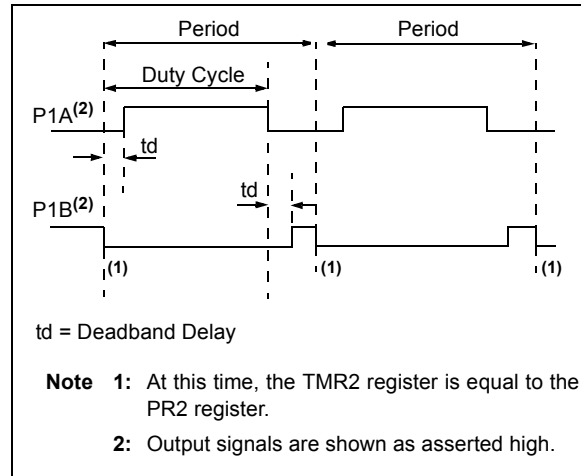 Period Period
Duty Cycle
P1A(2)
td
td
P1B(2)
(1) (1) (1)
td = Deadband Delay
Note 1: At this time, the TMR2 register is equal to the
PR2 register.
2: Output signals are shown as asserted high.